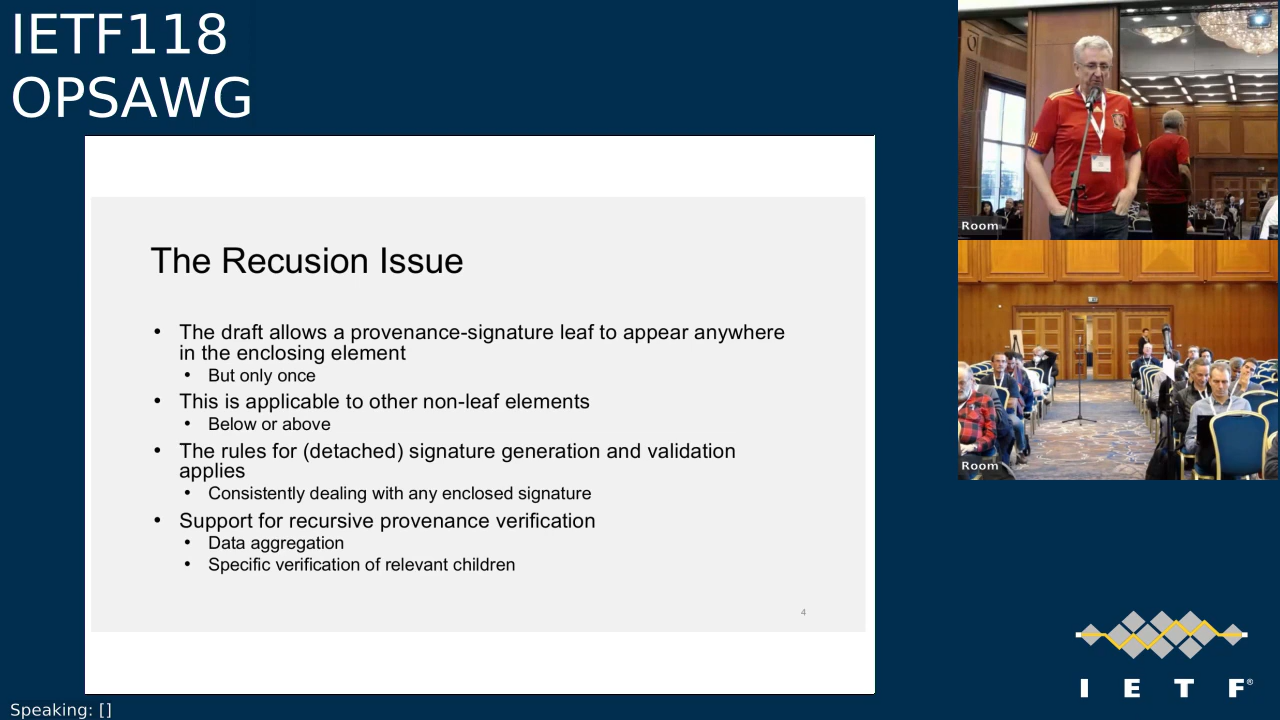 IETF118
OPSAWG
The Recusion Issue
• The draft allows a provenance-signature leaf to appear anywhere
in the enclosing element
• But only once
• This is applicable to other non-leaf elements
• Below or above
• The rules for (detached) signature generation and validation
applies
• Consistently dealing with any enclosed signature
• Support for recursive provenance verification
• Data aggregation
• Specific verification of relevant children
4
Room
Room
I E T F®
Speaking: []